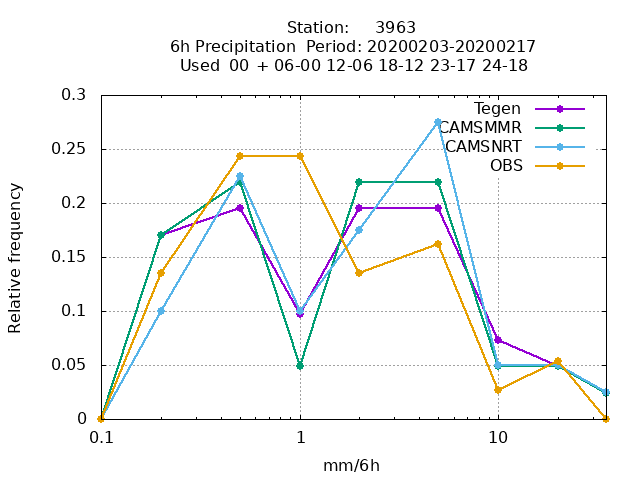 Station:     3963
6h Precipitation  Period: 20200203-20200217
Used  00 + 06-00 12-06 18-12 23-17 24-18
Relative frequency
0.3
0.25
0.2
0.15
0.1
0.05
0
Tegen
CAMSMMR
CAMSNRT
OBS
0.1
1
10
mm/6h